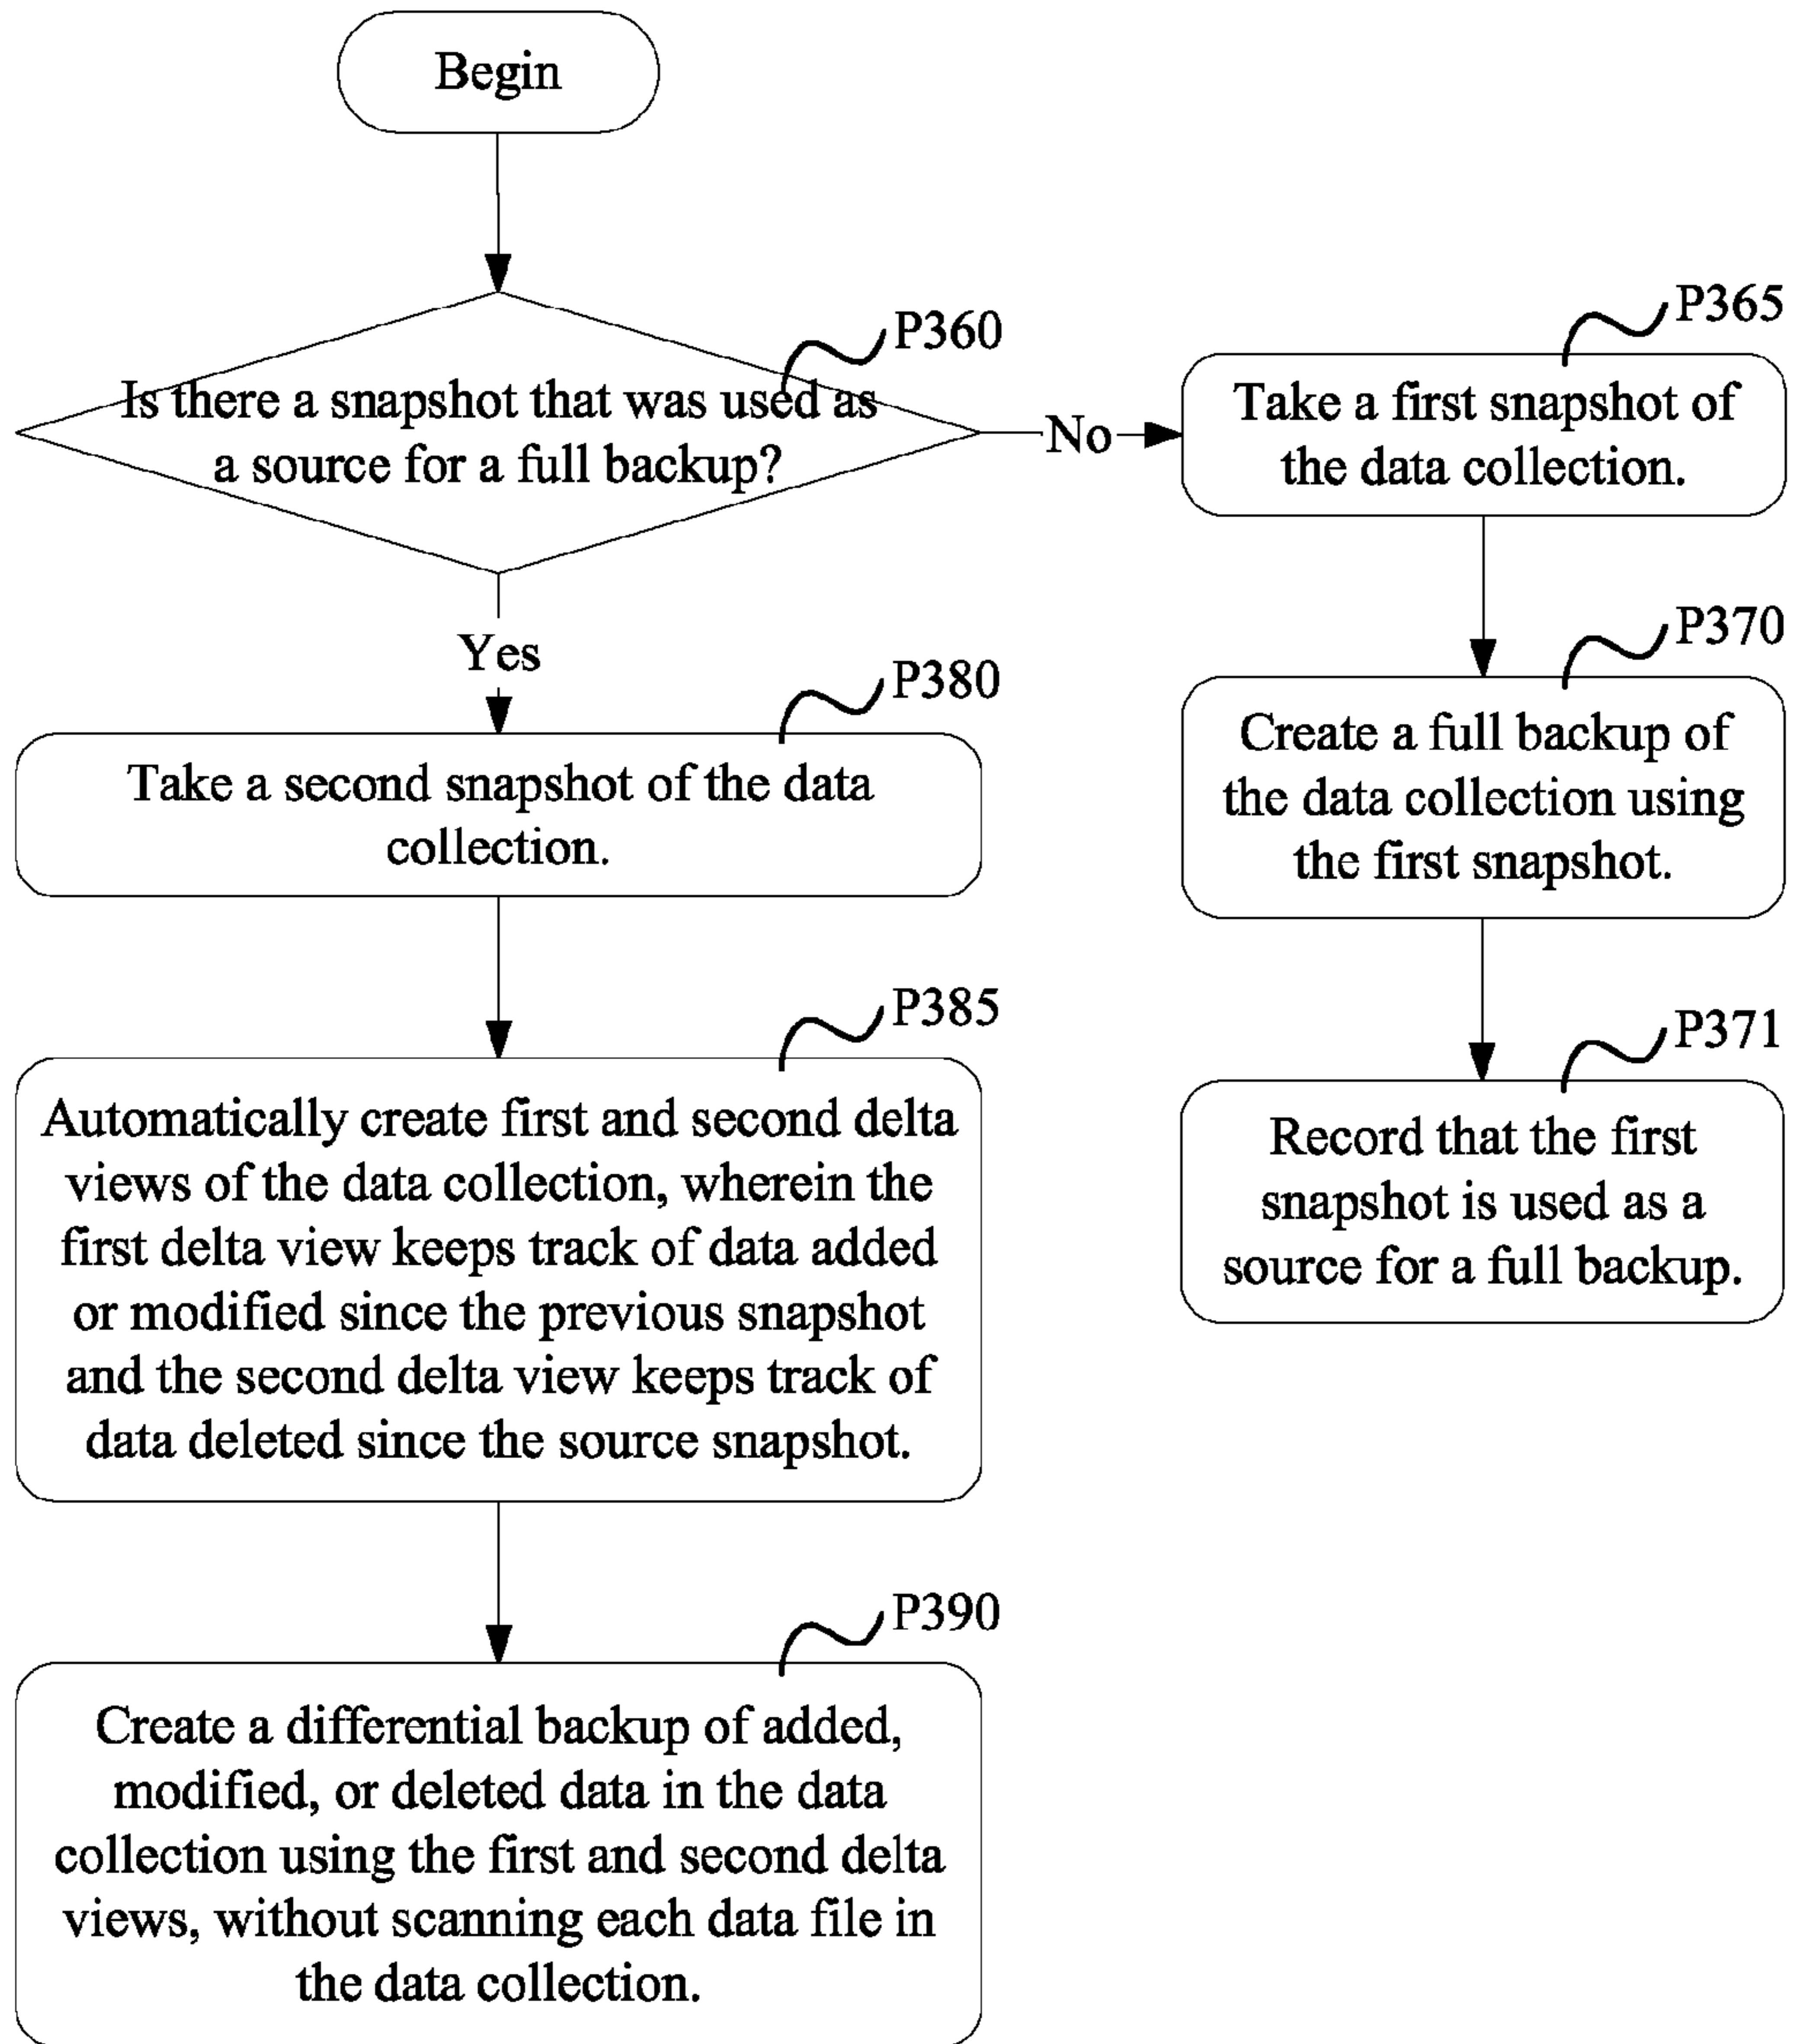 Begin
P360
Is there a snapshot that was used as
a source for a full backup?
No
P365
Take a first snapshot of
the data collection.
P370
Create a full backup of
the data collection using
the first snapshot.
P371
Record that the first
snapshot is used as a
source for a full backup.
Yes
P380
Take a second snapshot of the data
collection.
P385
Automatically create first and second delta
views of the data collection, wherein the
first delta view keeps track of data added
or modified since the previous snapshot
and the second delta view keeps track of
data deleted since the source snapshot.
P390
Create a differential backup of added,
modified, or deleted data in the data
collection using the first and second delta
views, without scanning each data file in
the data collection.